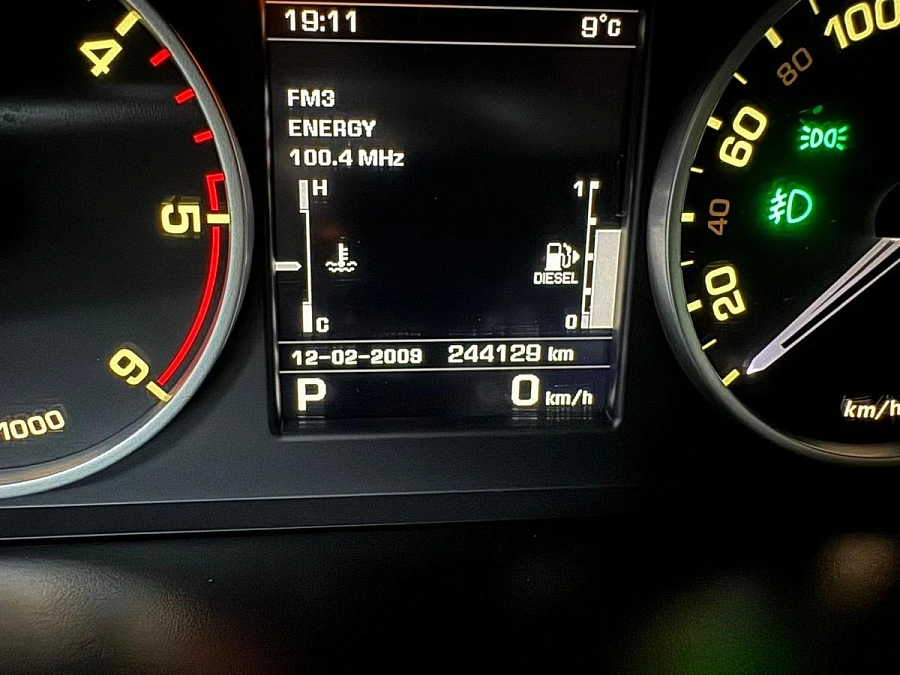 19:11 9°c
FM3
ENERGY
100.4 MHz
H 1
DIESEL
C 0
12-02-2009 244129 km
P 0 km/h
4
5
6
1000
100
80
60
40
20
km/h